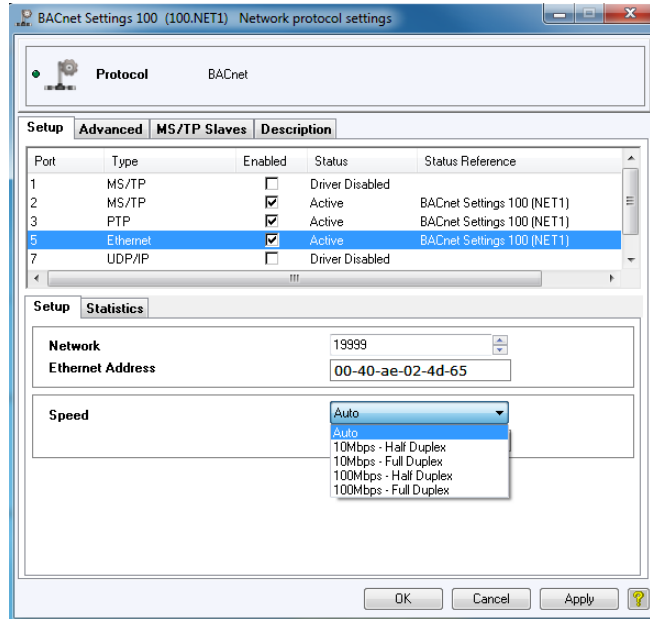 BACnet Settings 100 (100.NET1) Network protocol settings
Protocol BACnet
Setup Advanced MS/TP Slaves Description
Port Type Enabled Status Status Reference
1 MS/TP Driver Disabled
2 MS/TP Active BACnet Settings 100 (NET1)
3 PTP Active BACnet Settings 100 (NET1)
5 Ethernet Active BACnet Settings 100 (NET1)
7 UDP/IP Driver Disabled
Setup Statistics
Network 19999
Ethernet Address 00-40-ae-02-4d-65
Speed Auto
Auto
10Mbps - Half Duplex
10Mbps - Full Duplex
100Mbps - Half Duplex
100Mbps - Full Duplex
OK Cancel Apply ?